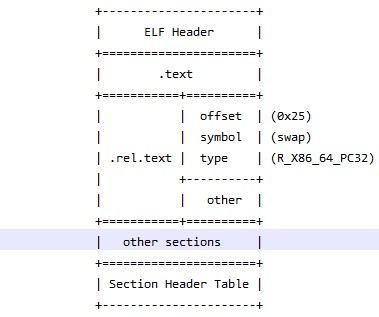 +----------------------+
|      ELF Header      |
+======================+
|        .text         |
+===========+==========+
|           |  offset  | (0x25)
|           |  symbol  | (swap)
| .rel.text |  type    | (R_X86_64_PC32)
|           +----------+
|           |   other  |
+===========+==========+
|   other sections     |
+======================+
| Section Header Table |
+----------------------+